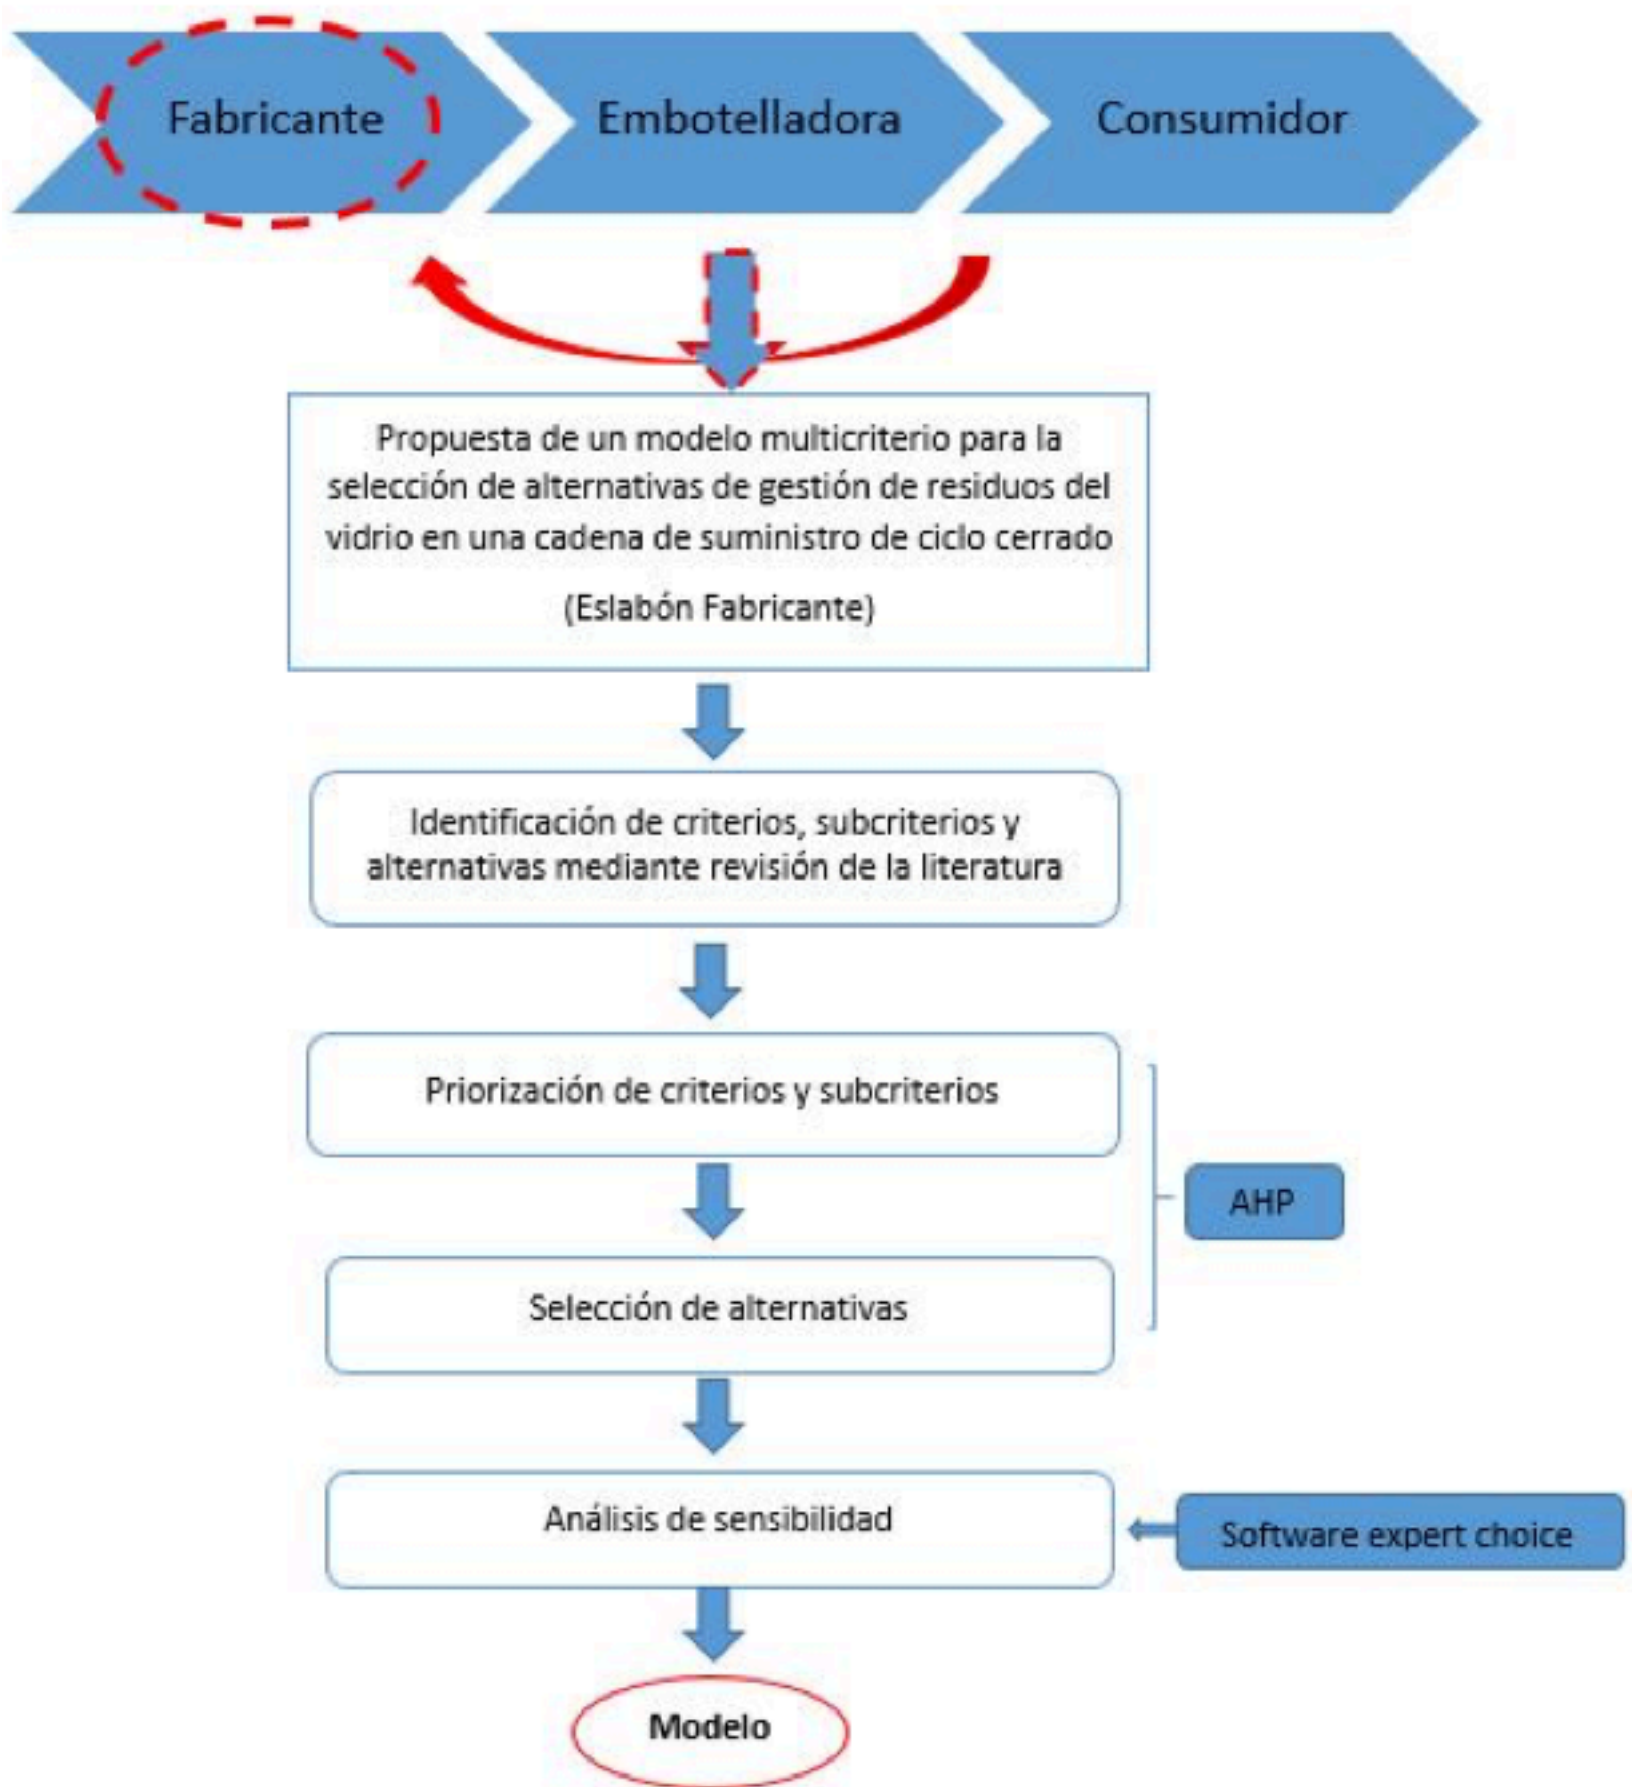 Fabricante
Embotelladora
Consumidor
Propuesta de un modelo multicriterio para la
selección de alternativas de gestión de residuos del
vidrio en una cadena de suministro de ciclo cerrado
(Eslabón Fabricante)
Identificación de criterios, subcriterios y
alternativas mediante revisión de la literatura
Priorización de criterios y subcriterios
AHP
Selección de alternativas
Análisis de sensibilidad
Software expert choice
Modelo